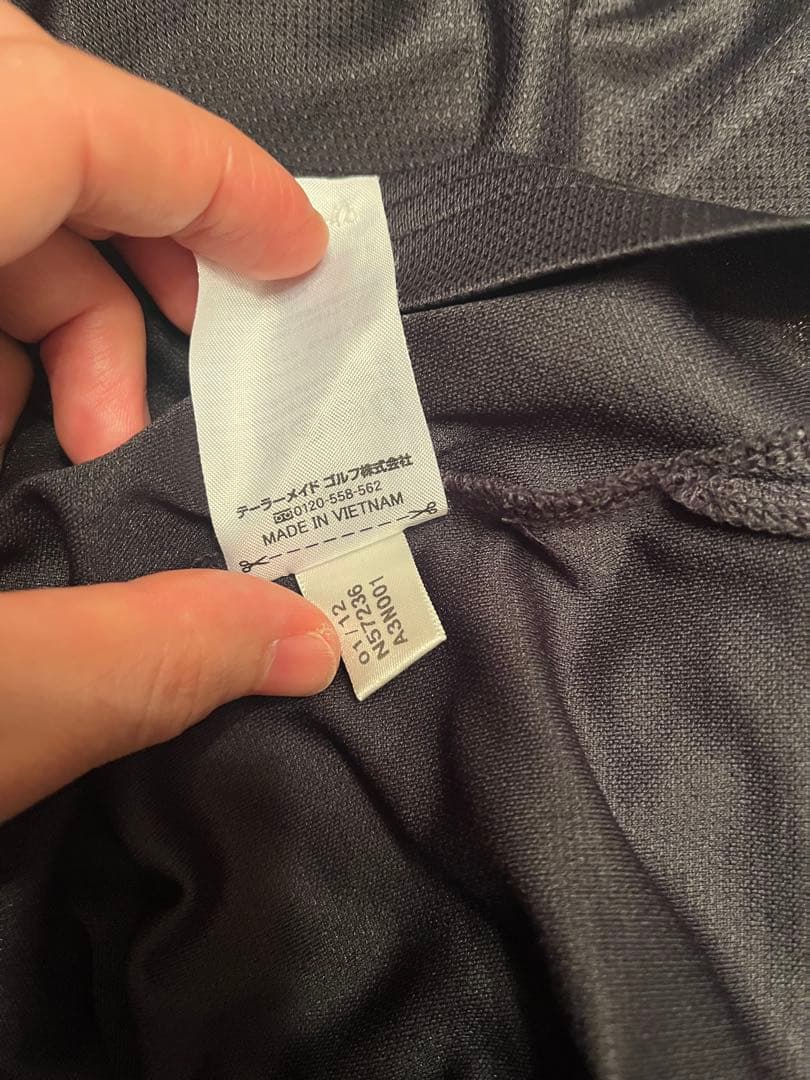 テーラーメイド ゴルフ株式会社
0120-558-562
MADE IN VIETNAM
01/12
N57236
A3N001